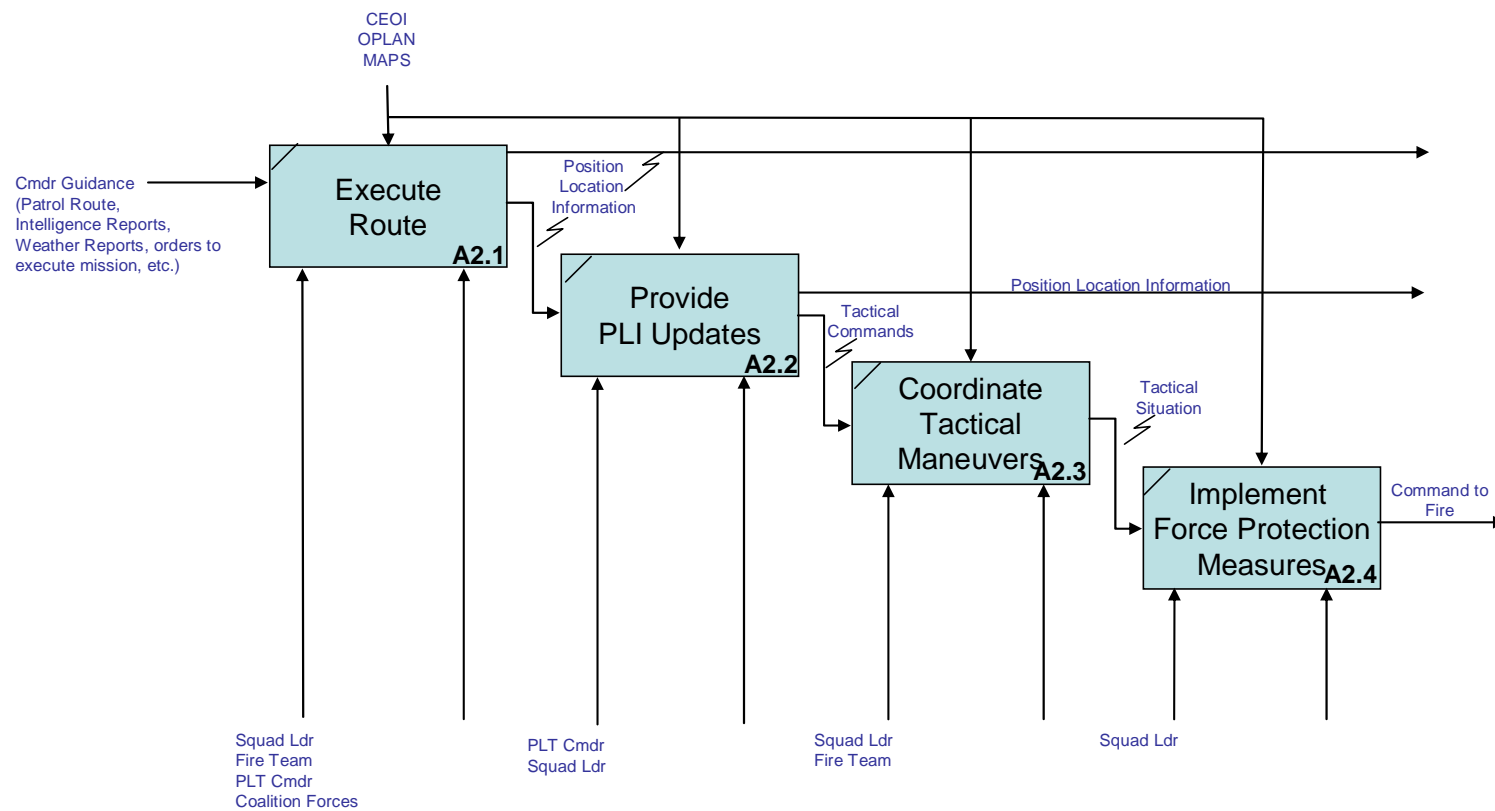 CEOI
OPLAN
MAPS
Cmdr Guidance
(Patrol Route,
Intelligence Reports,
Weather Reports, orders to
execute mission, etc.)
Execute
Route
A2.1
Position
Location
Information
Provide
PLI Updates
A2.2
Position Location Information
Tactical
Commands
Coordinate
Tactical
Maneuvers
A2.3
Tactical
Situation
Implement
Force Protection
Measures
A2.4
Command to
Fire
Squad Ldr
Fire Team
PLT Cmdr
Coalition Forces
PLT Cmdr
Squad Ldr
Squad Ldr
Fire Team
Squad Ldr